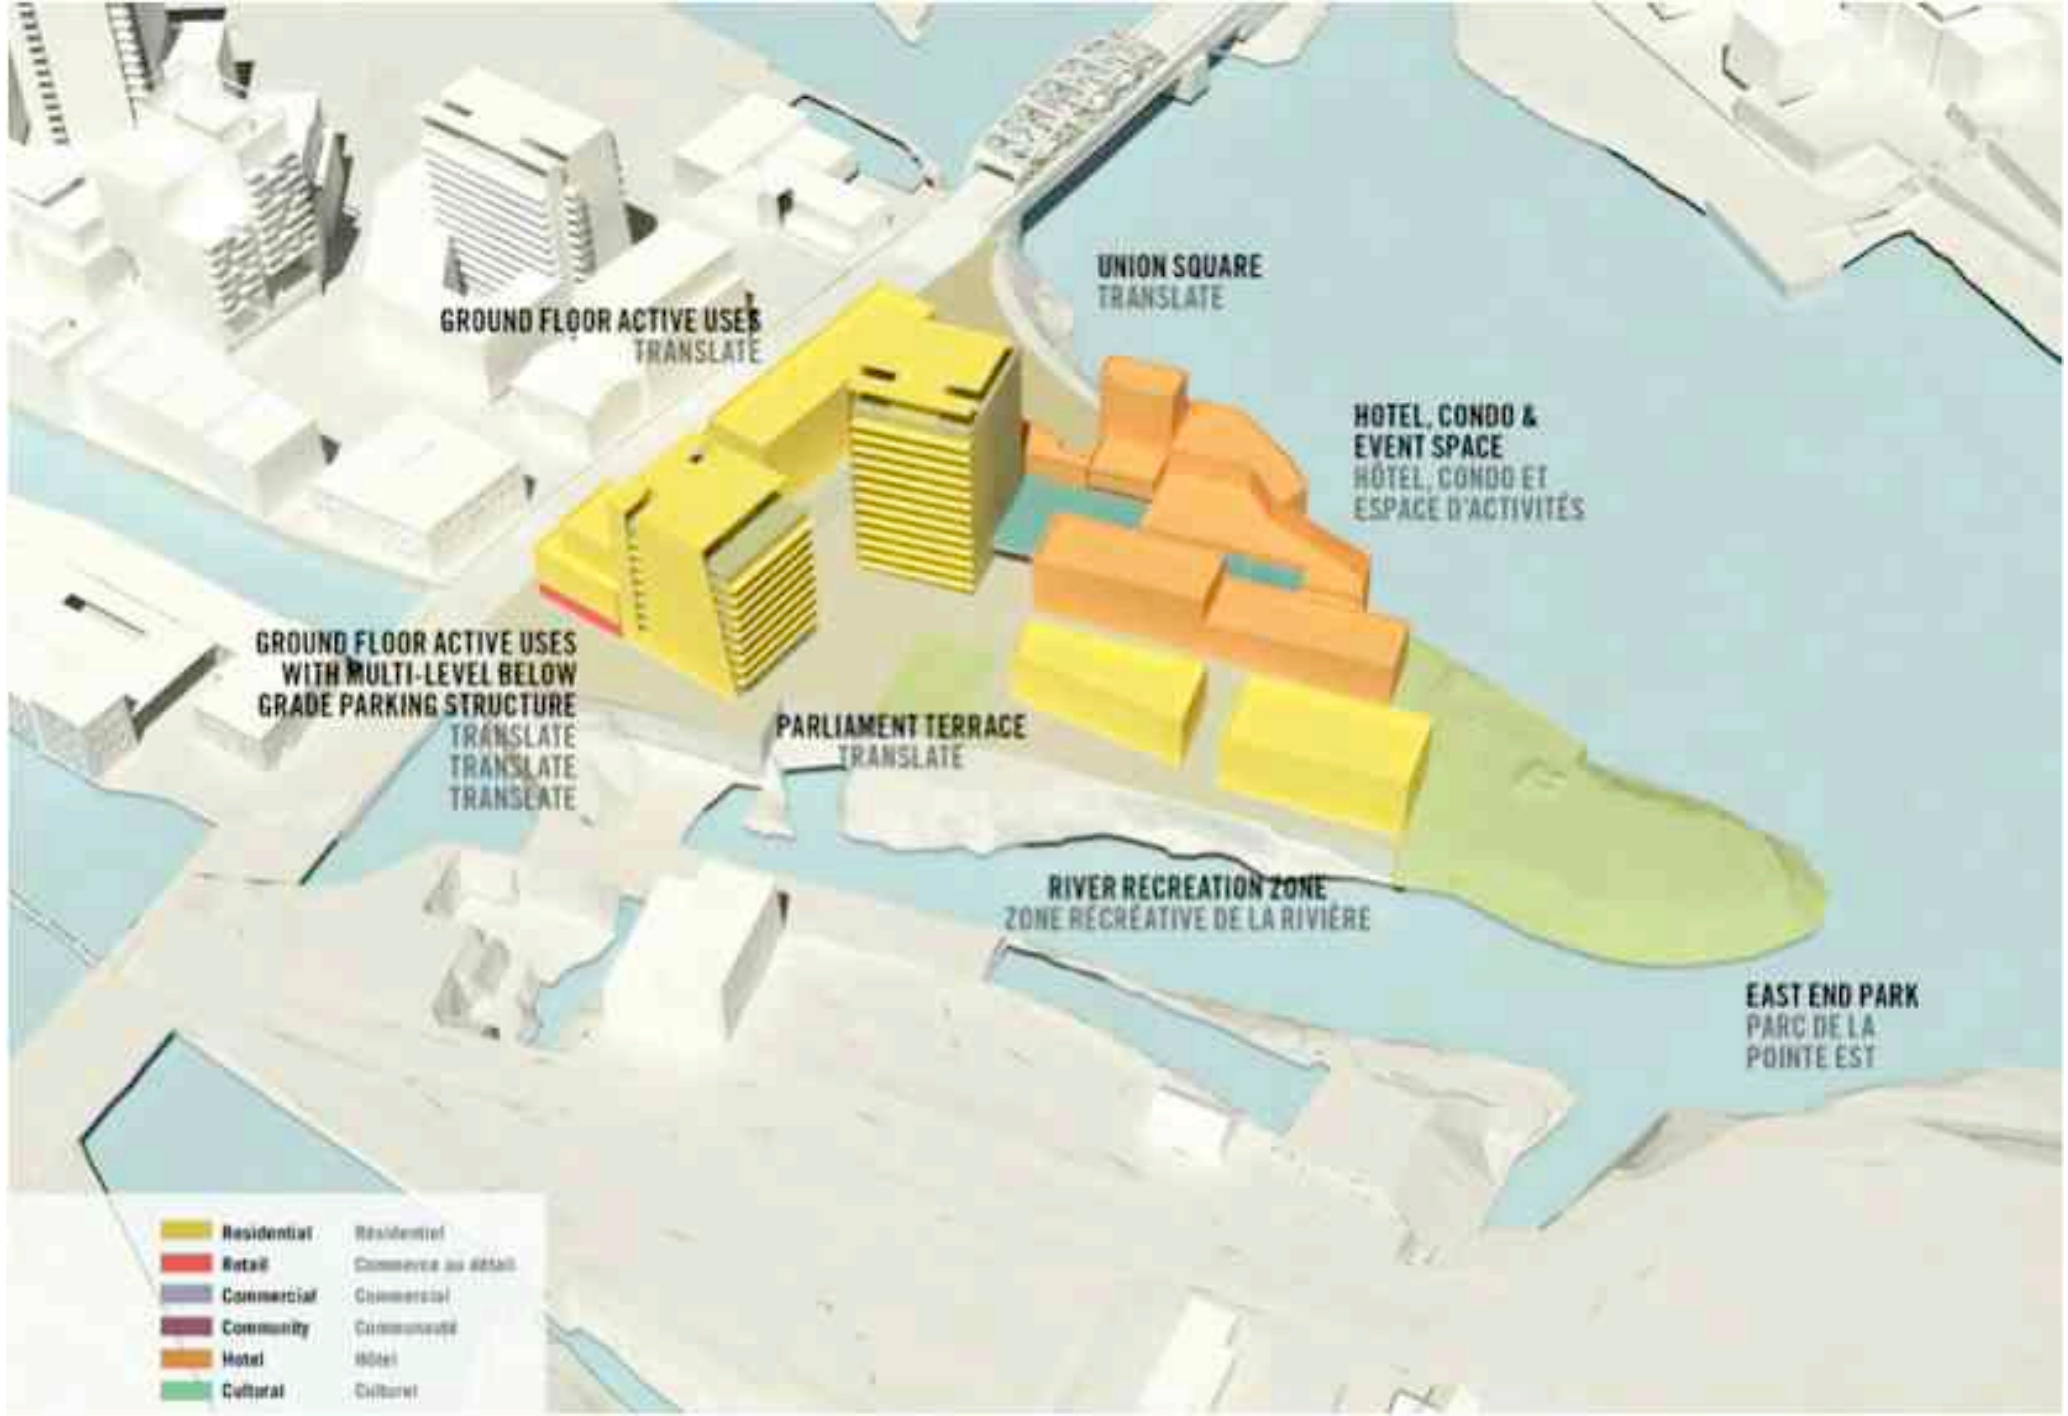 UNION SQUARE
TRANSLATE
GROUND FLOOR ACTIVE USES
TRANSLATE
HOTEL, CONDO &
EVENT SPACE
HÔTEL, CONDO ET
ESPACE D'ACTIVITÉS
GROUND FLOOR ACTIVE USES
WITH MULTI-LEVEL BELOW
GRADE PARKING STRUCTURE
TRANSLATE
TRANSLATE
TRANSLATE
PARLIAMENT TERRACE
TRANSLATE
RIVER RECREATION ZONE
ZONE RÉCRÉATIVE DE LA RIVIÈRE
EAST END PARK
PARC DE LA
POINTE EST
Residential Résidentiel
Retail Commerce au détail
Commercial Commercial
Community Communauté
Hotel Hôtel
Cultural Culturel